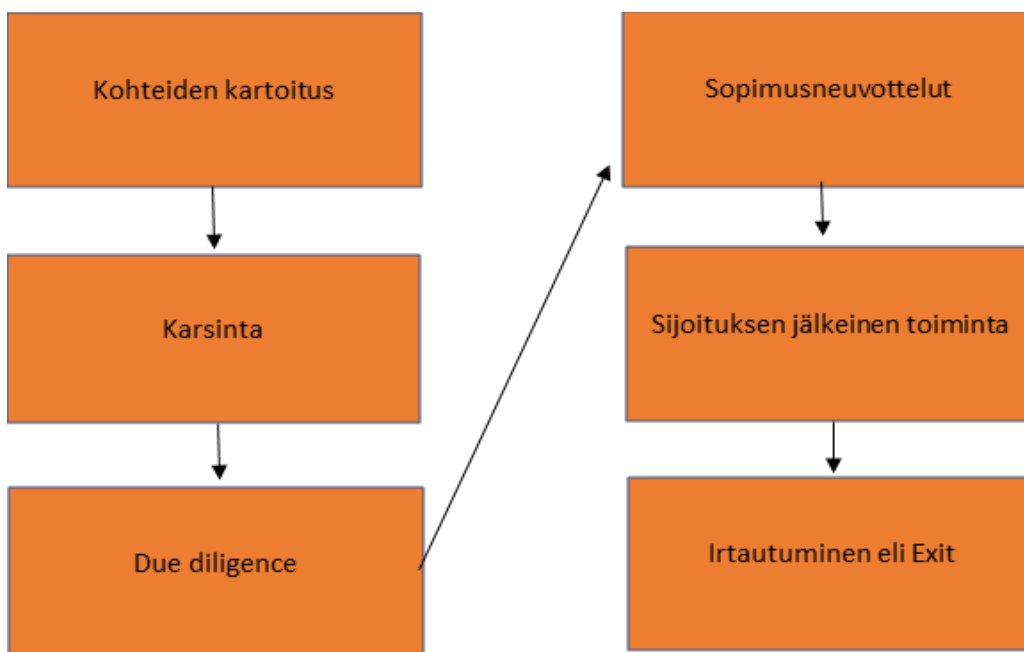 Kohteiden kartoitus
Karsinta
Due diligence
Sopimusneuvottelut
Sijoituksen jälkeinen toiminta
Irtautuminen eli Exit